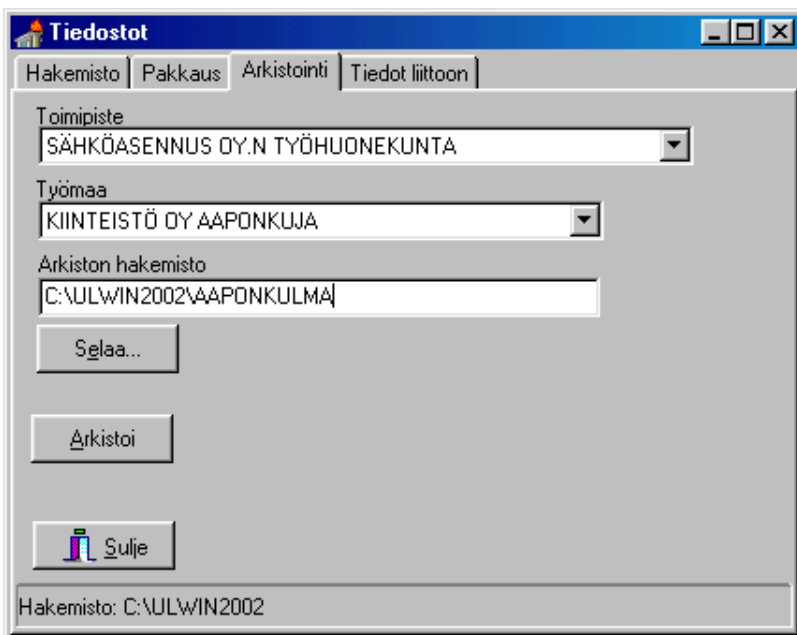 Tiedostot
Hakemisto Pakkaus Arkistointi Tiedot liittoon
Toimipiste
SÄHKÖASENNUS OY.N TYÖHUONEKUNTA
Työmaa
KIINTEISTÖ OY AAPONKUJA
Arkiston hakemisto
C:\ULWIN2002\AAPONKULMA
Selaa...
Arkistoi
Sulje
Hakemisto: C:\ULWIN2002